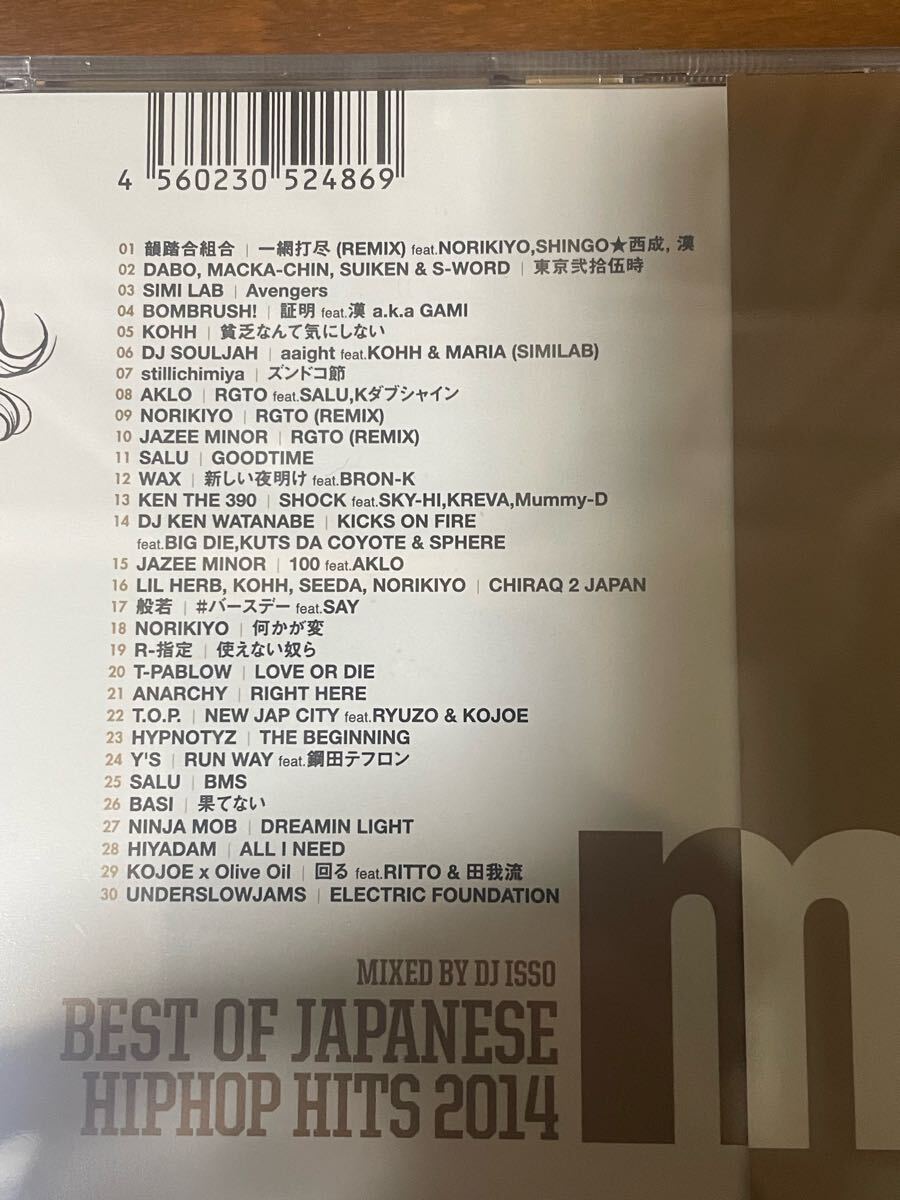 4 560230 524869
01 韻踏合組合 | 一網打尽 (REMIX) feat.NORIKIYO,SHINGO★西成, 漢
02 DABO, MACKA-CHIN, SUIKEN & S-WORD | 東京弐拾伍時
03 SIMI LAB | Avengers
04 BOMBRUSH! | 証明 feat.漢 a.k.a GAMI
05 KOHH | 貧乏なんて気にしない
06 DJ SOULJAH | aaight feat.KOHH & MARIA (SIMILAB)
07 stillichimiya | ズンドコ節
08 AKLO | RGTO feat.SALU,Kダブシャイン
09 NORIKIYO | RGTO (REMIX)
10 JAZEE MINOR | RGTO (REMIX)
11 SALU | GOODTIME
12 WAX | 新しい夜明け feat.BRON-K
13 KEN THE 390 | SHOCK feat.SKY-HI,KREVA,Mummy-D
14 DJ KEN WATANABE | KICKS ON FIRE
feat.BIG DIE,KUTS DA COYOTE & SPHERE
15 JAZEE MINOR | 100 feat.AKLO
16 LIL HERB, KOHH, SEEDA, NORIKIYO | CHIRAQ 2 JAPAN
17 般若 | #バースデー feat.SAY
18 NORIKIYO | 何かが変
19 R-指定 | 使えない奴ら
20 T-PABLOW | LOVE OR DIE
21 ANARCHY | RIGHT HERE
22 T.O.P. | NEW JAP CITY feat.RYUZO & KOJOE
23 HYPNOTYZ | THE BEGINNING
24 Y'S | RUN WAY feat.鋼田テフロン
25 SALU | BMS
26 BASI | 果てない
27 NINJA MOB | DREAMIN LIGHT
28 HIYADAM | ALL I NEED
29 KOJOE x Olive Oil | 回る feat.RITTO & 田我流
30 UNDERSLOWJAMS | ELECTRIC FOUNDATION
MIXED BY DJ ISSO
BEST OF JAPANESE
HIPHOP HITS 2014
m